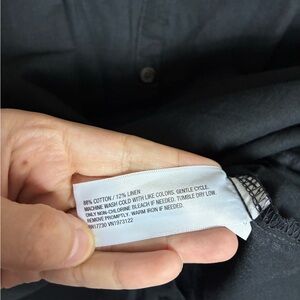 88% COTTON / 12% LINEN
MACHINE WASH COLD WITH LIKE COLORS. GENTLE CYCLE.
ONLY NON-CHLORINE BLEACH IF NEEDED. TUMBLE DRY LOW.
REMOVE PROMPTLY. WARM IRON IF NEEDED.
VN1973122